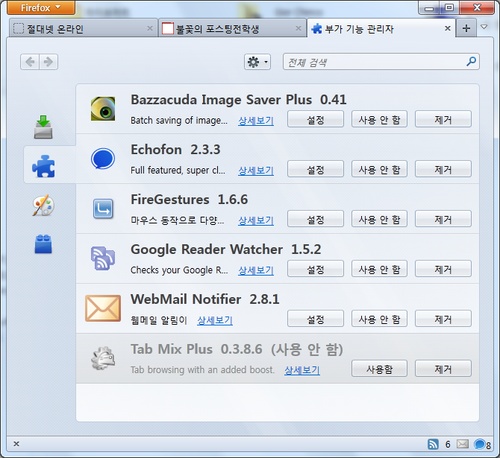 Firefox
절대넷 온라인
불꽃의 포스팅전학생
부가 기능 관리자
전체 검색
Bazzacuda Image Saver Plus 0.41
Batch saving of image... 상세보기 설정 사용 안 함 제거
Echofon 2.3.3
Full featured, super cl... 상세보기 설정 사용 안 함 제거
FireGestures 1.6.6
마우스 동작으로 다양... 상세보기 설정 사용 안 함 제거
Google Reader Watcher 1.5.2
Checks your Google R... 상세보기 설정 사용 안 함 제거
WebMail Notifier 2.8.1
웹메일 알림이 상세보기 설정 사용 안 함 제거
Tab Mix Plus 0.3.8.6 (사용 안 함)
Tab browsing with an added boost. 상세보기 사용함 제거
6 8